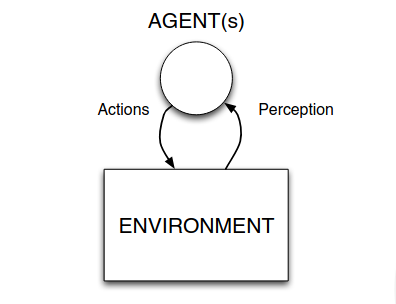 AGENT(s)
Actions
Perception
ENVIRONMENT